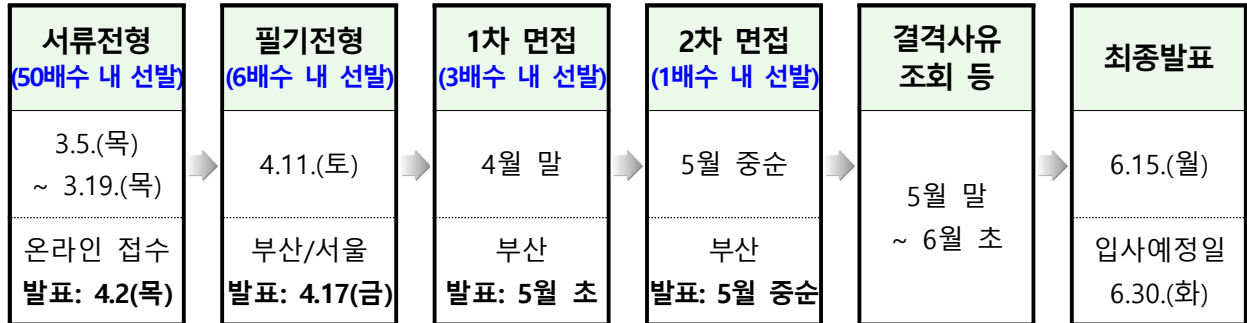 서류전형
(50배수 내 선발)
3.5.(목)
~ 3.19.(목)
온라인 접수
발표: 4.2(목)
필기전형
(6배수 내 선발)
4.11.(토)
부산/서울
발표: 4.17(금)
1차 면접
(3배수 내 선발)
4월 말
부산
발표: 5월 초
2차 면접
(1배수 내 선발)
5월 중순
부산
발표: 5월 중순
결격사유
조회 등
5월 말
~ 6월 초
최종발표
6.15.(월)
입사예정일
6.30.(화)